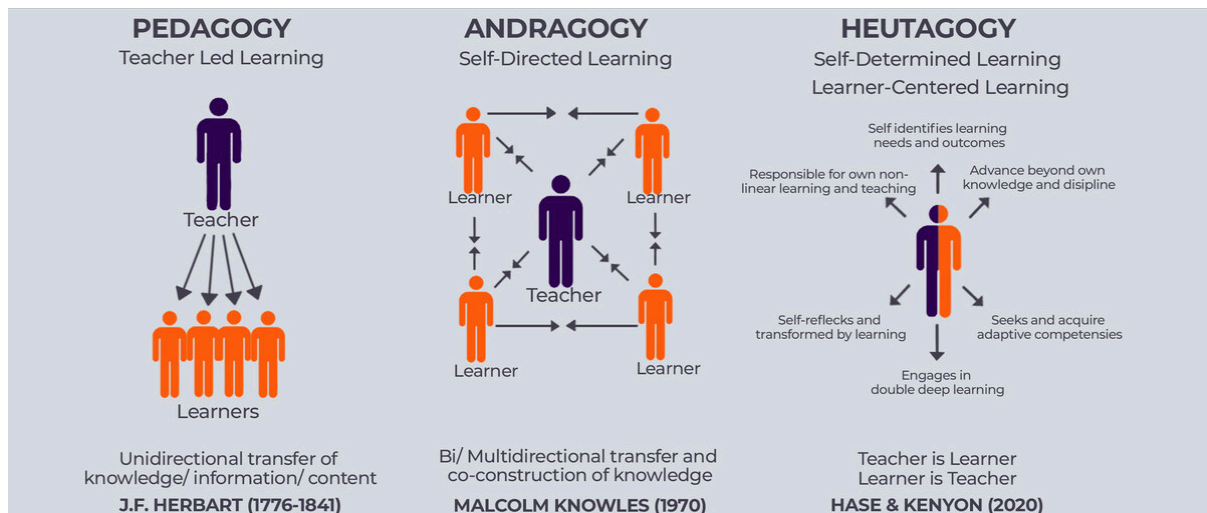 PEDAGOGY
Teacher Led Learning
Teacher
Learners
Unidirectional transfer of
knowledge/ information/ content
J.F. HERBART (1776-1841)
ANDRAGOGY
Self-Directed Learning
Learner
Learner
Teacher
Learner
Learner
Bi/ Multidirectional transfer and
co-construction of knowledge
MALCOLM KNOWLES (1970)
HEUTAGOGY
Self-Determined Learning
Learner-Centered Learning
Self identifies learning
needs and outcomes
Responsible for own non-
linear learning and teaching
Advance beyond own
knowledge and disipline
Self-reflecks and
transformed by learning
Seeks and acquire
adaptive competensies
Engages in
double deep learning
Teacher is Learner
Learner is Teacher
HASE & KENYON (2020)